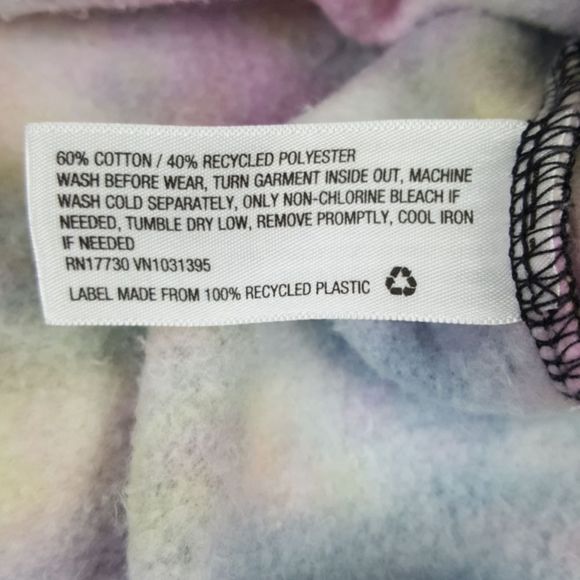 60% COTTON / 40% RECYCLED POLYESTER
WASH BEFORE WEAR, TURN GARMENT INSIDE OUT, MACHINE
WASH COLD SEPARATELY, ONLY NON-CHLORINE BLEACH IF
NEEDED, TUMBLE DRY LOW, REMOVE PROMPTLY, COOL IRON
IF NEEDED
RN17730 VN1031395
LABEL MADE FROM 100% RECYCLED PLASTIC